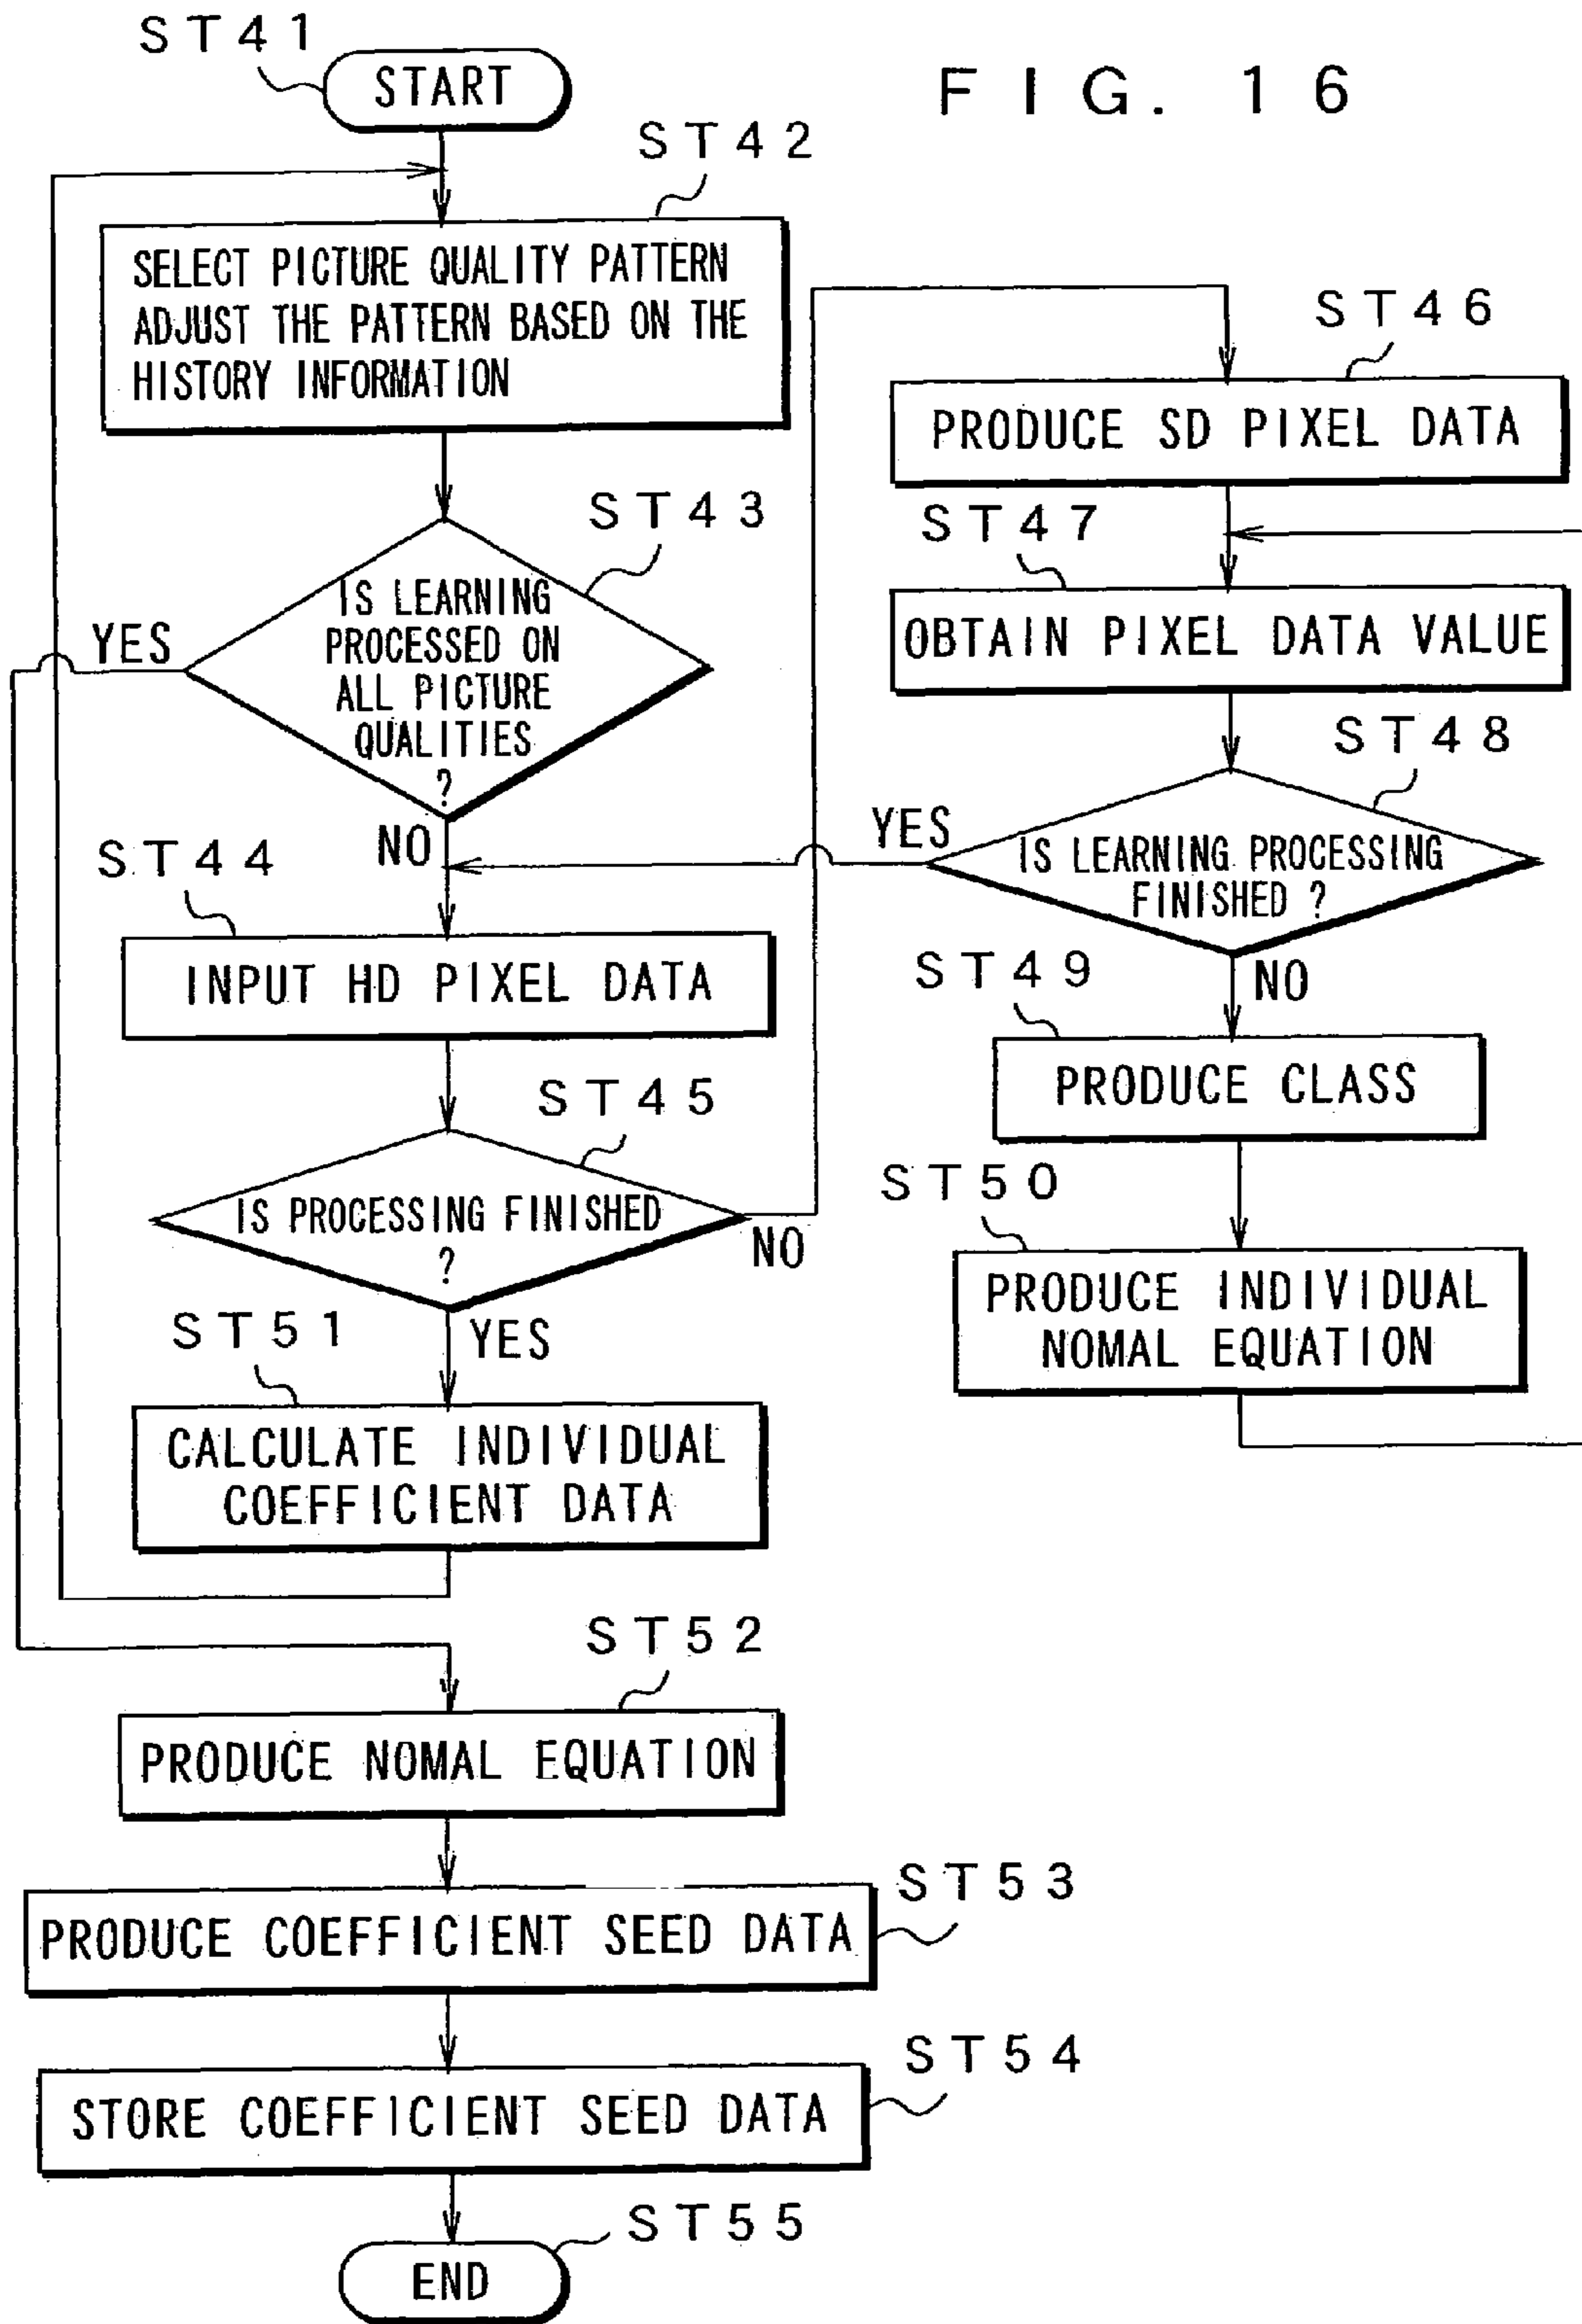 ST41
START
FIG. 16
ST42
SELECT PICTURE QUALITY PATTERN
ADJUST THE PATTERN BASED ON THE
HISTORY INFORMATION
ST43
IS LEARNING
PROCESSED ON
ALL PICTURE
QUALITIES
?
YES
NO
ST44
INPUT HD PIXEL DATA
ST45
IS PROCESSING FINISHED
?
NO
YES
ST46
PRODUCE SD PIXEL DATA
ST47
OBTAIN PIXEL DATA VALUE
ST48
IS LEARNING PROCESSING
FINISHED ?
YES
NO
ST49
PRODUCE CLASS
ST50
PRODUCE INDIVIDUAL
NOMAL EQUATION
ST51
CALCULATE INDIVIDUAL
COEFFICIENT DATA
ST52
PRODUCE NOMAL EQUATION
ST53
PRODUCE COEFFICIENT SEED DATA
ST54
STORE COEFFICIENT SEED DATA
ST55
END